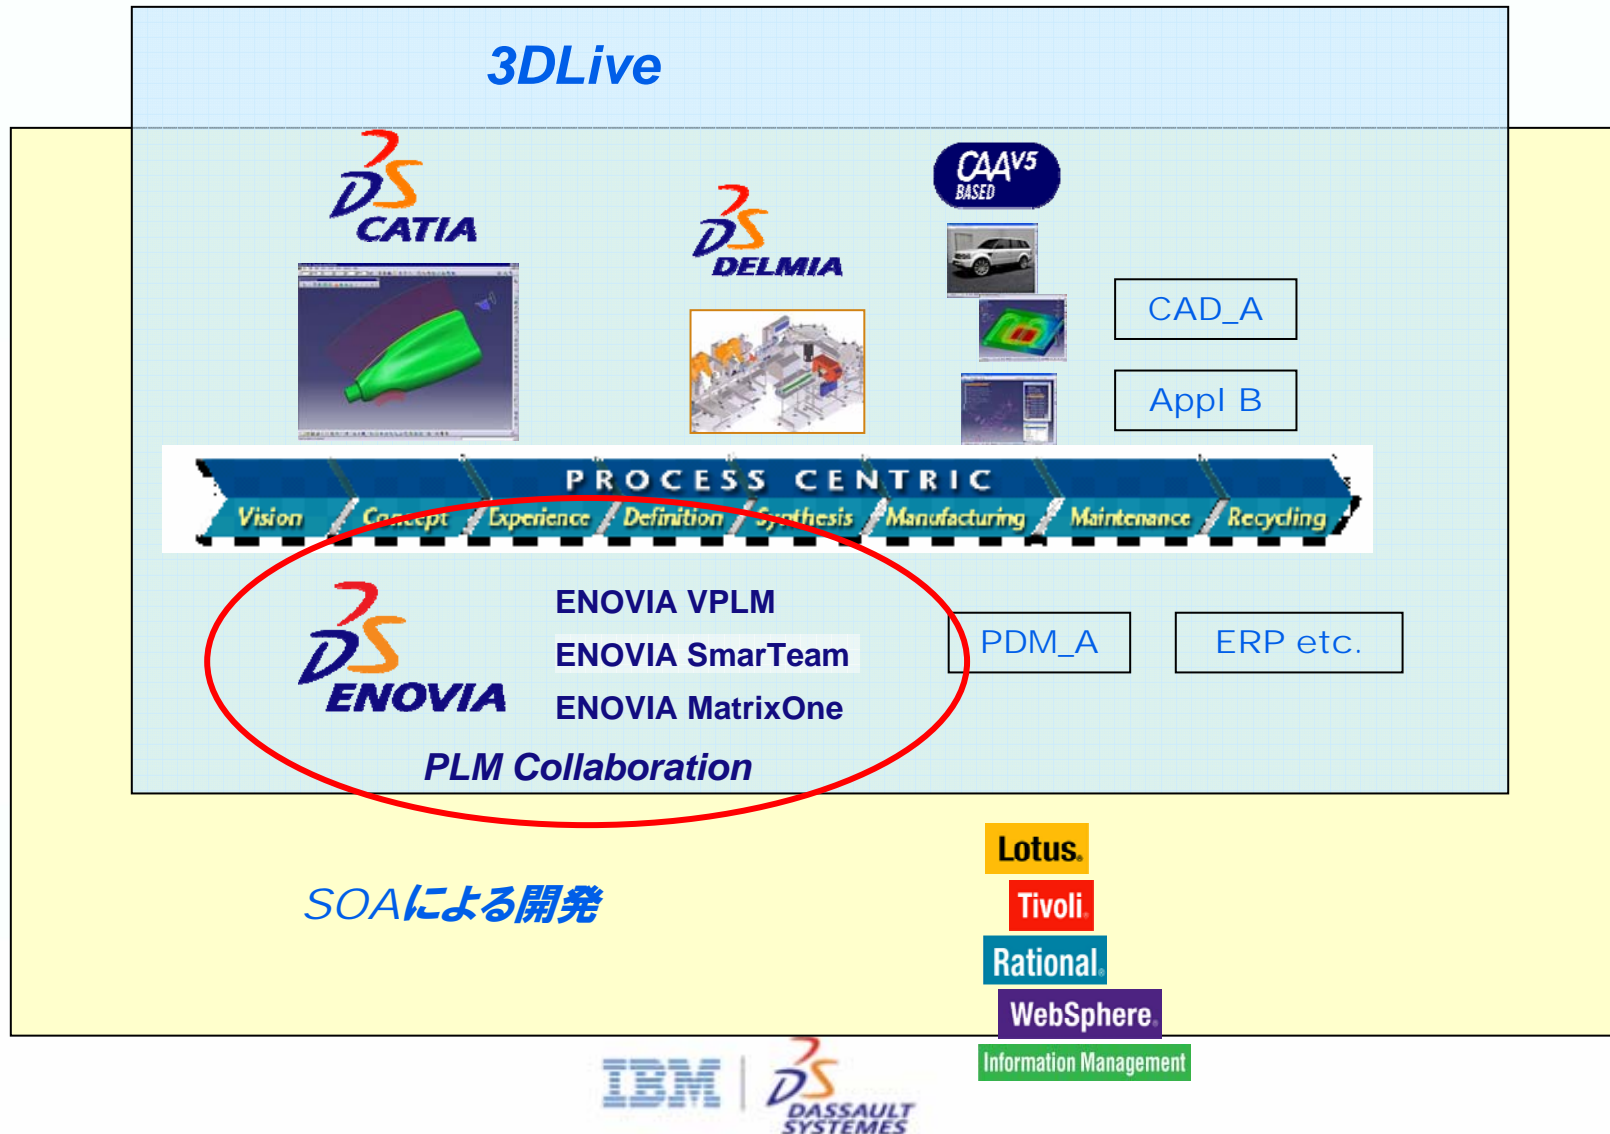 3DLive
CATIA
DELMIA
CAAV5
BASED
CAD_A
Appl B
PROCESS CENTRIC
Vision Concept Experience Definition Synthesis Manufacturing Maintenance Recycling
ENOVIA
ENOVIA VPLM
ENOVIA SmarTeam
ENOVIA MatrixOne
PLM Collaboration
PDM_A
ERP etc.
SOAによる開発
Lotus®
Tivoli®
Rational®
WebSphere®
Information Management
IBM
DASSAULT
SYSTEMES